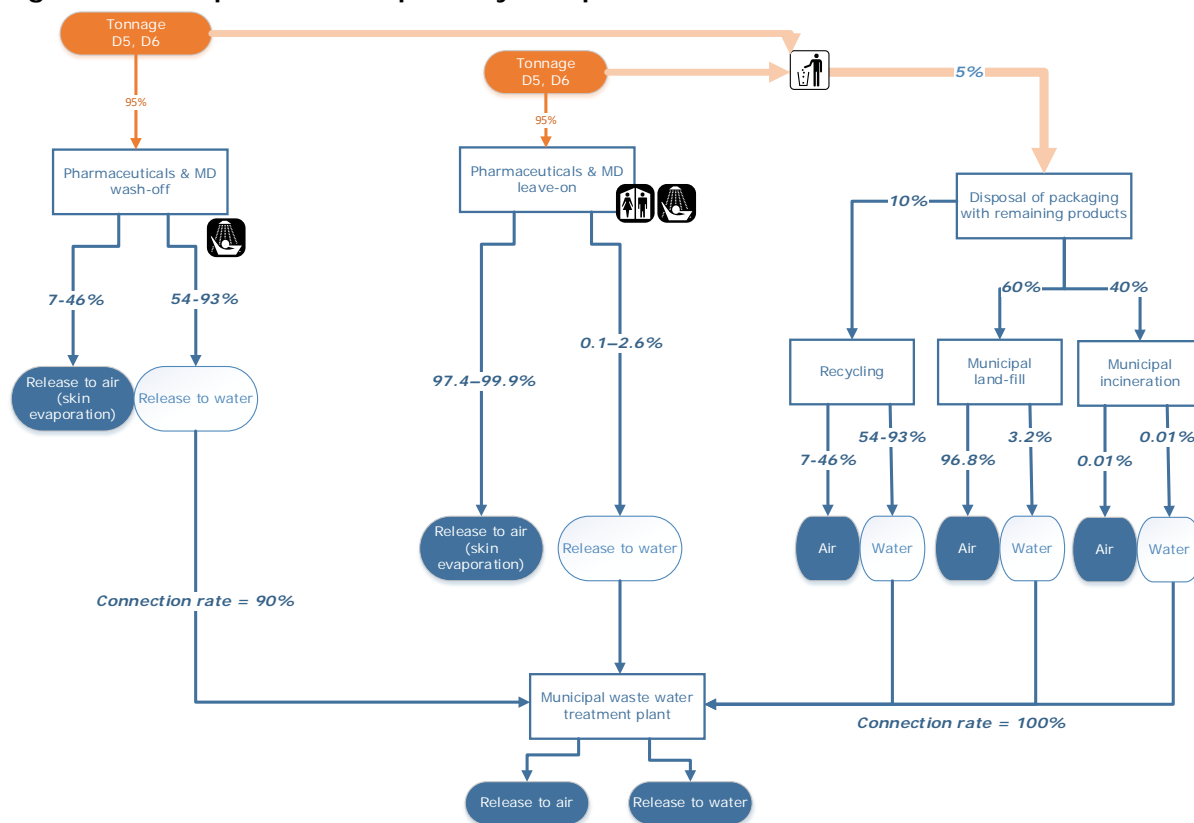 Tonnage
D5, D6
Tonnage
D5, D6
5%
95%
95%
Pharmaceuticals & MD
wash-off
Pharmaceuticals & MD
leave-on
Disposal of packaging
with remaining products
10%
7-46%
54-93%
60%
40%
0.1–2.6%
97.4–99.9%
Release to air
(skin
evaporation)
Release to water
Recycling
Municipal
land-fill
Municipal
incineration
7-46%
54-93%
96.8%
3.2%
0.01%
0.01%
Release to air
(skin
evaporation)
Release to water
Air
Water
Air
Water
Air
Water
Connection rate = 90%
Municipal waste water
treatment plant
Connection rate = 100%
Release to air
Release to water